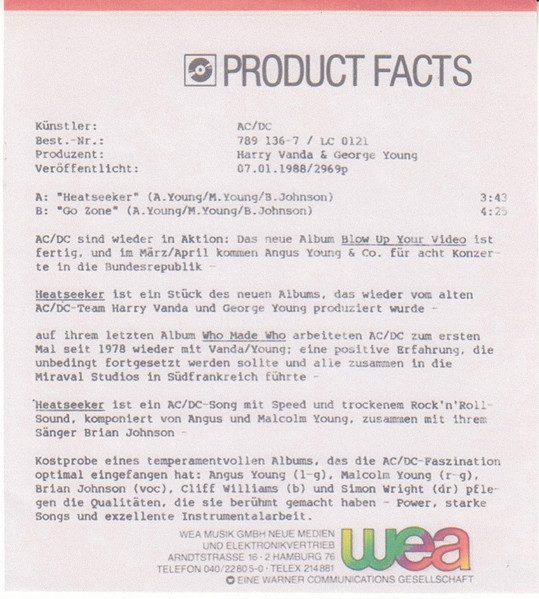 PRODUCT FACTS
Künstler: AC/DC
Best.-Nr.: 789 136-7 / LC 0121
Produzent: Harry Vanda & George Young
Veröffentlicht: 07.01.1988/2969p
A: "Heatseeker" (A.Young/M.Young/B.Johnson) 3:43
B: "Go Zone" (A.Young/M.Young/B.Johnson) 4:25
AC/DC sind wieder in Aktion: Das neue Album Blow Up Your Video ist
fertig, und im März/April kommen Angus Young & Co. für acht Konzer-
te in die Bundesrepublik -
Heatseeker ist ein Stück des neuen Albums, das wieder vom alten
AC/DC-Team Harry Vanda und George Young produziert wurde -
auf ihrem letzten Album Who Made Who arbeiteten AC/DC zum ersten
Mal seit 1978 wieder mit Vanda/Young; eine positive Erfahrung, die
unbedingt fortgesetzt werden sollte und alle zusammen in die
Miraval Studios in Südfrankreich führte -
Heatseeker ist ein AC/DC-Song mit Speed und trockenem Rock'n'Roll-
Sound, komponiert von Angus und Malcolm Young, zusammen mit ihrem
Sänger Brian Johnson -
Kostprobe eines temperamentvollen Albums, das die AC/DC-Faszination
optimal eingefangen hat: Angus Young (l-g), Malcolm Young (r-g),
Brian Johnson (voc), Cliff Williams (b) und Simon Wright (dr) pfle-
gen die Qualitäten, die sie berühmt gemacht haben - Power, starke
Songs und exzellente Instrumentalarbeit.
WEA MUSIK GMBH NEUE MEDIEN
UND ELEKTRONIKVERTRIEB
ARNDTSTRASSE 16 - 2 HAMBURG 76
TELEFON 040/22805-0 - TELEX 214881
wea
EINE WARNER COMMUNICATIONS GESELLSCHAFT